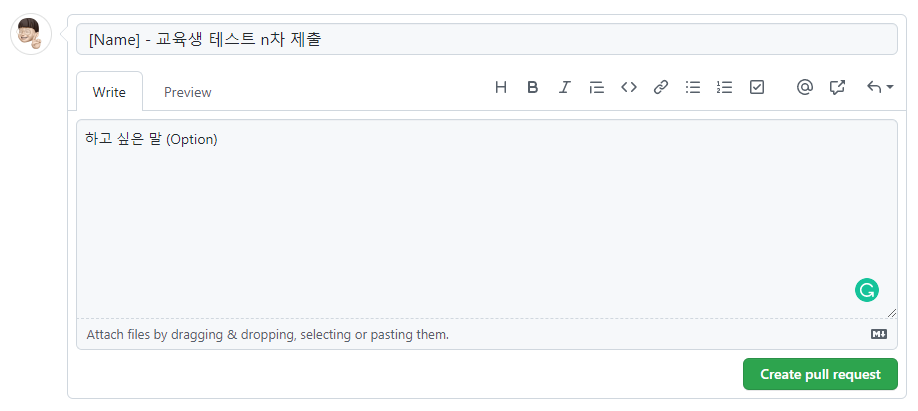 [Name] - 교육생 테스트 n차 제출
Write Preview
H B I <> @
하고 싶은 말 (Option)
Attach files by dragging & dropping, selecting or pasting them.
Create pull request